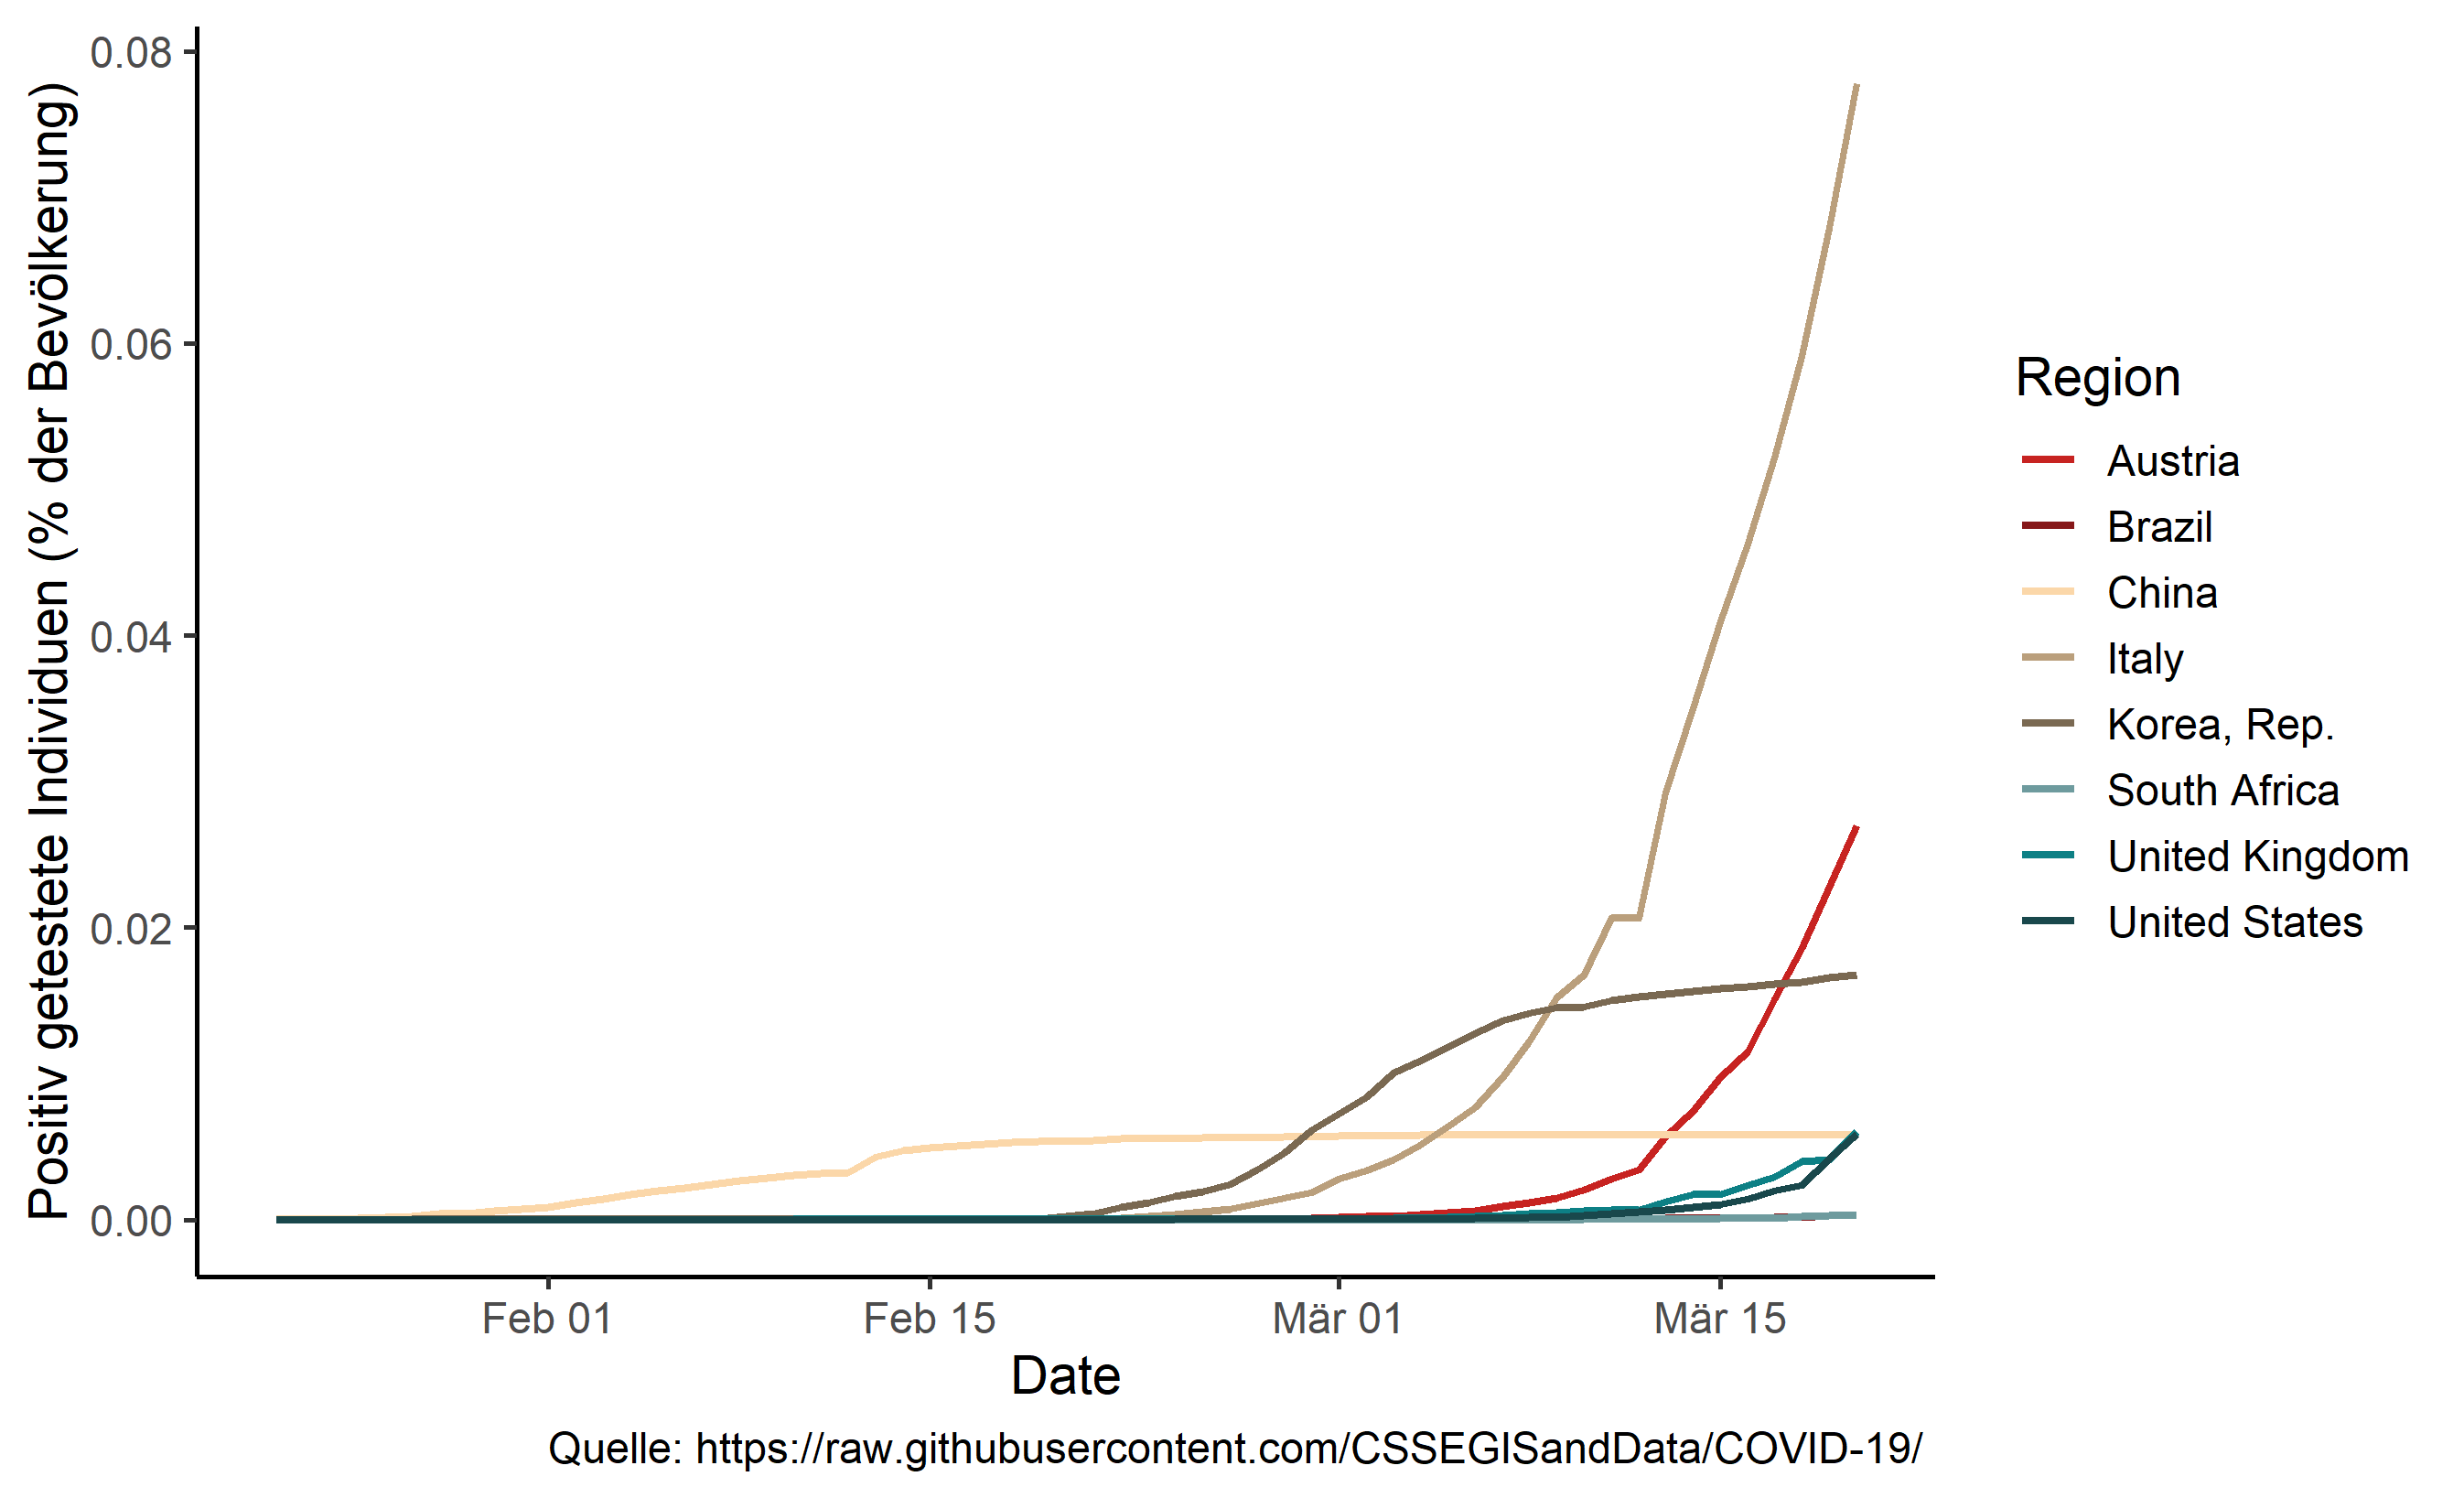 Positiv getestete Individuen (% der Bevölkerung)
0.08
0.06
0.04
0.02
0.00
Feb 01
Feb 15
Mär 01
Mär 15
Date
Quelle: https://raw.githubusercontent.com/CSSEGISandData/COVID-19/
Region
Austria
Brazil
China
Italy
Korea, Rep.
South Africa
United Kingdom
United States